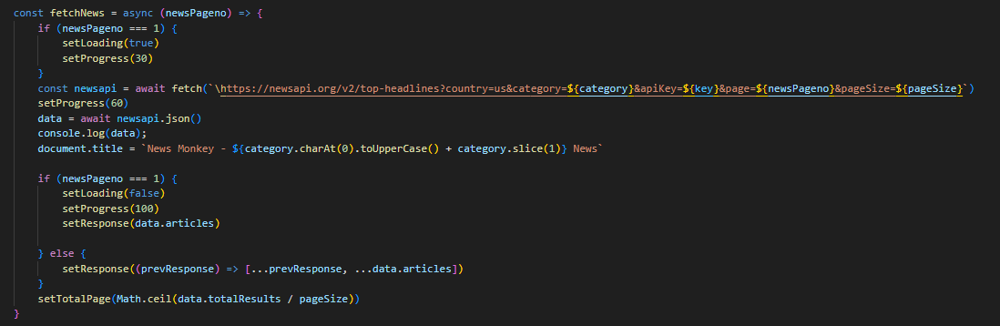 const fetchNews = async (newsPageno) => {
    if (newsPageno === 1) {
        setLoading(true)
        setProgress(30)
    }
    const newsapi = await fetch(`\https://newsapi.org/v2/top-headlines?country=us&category=${category}&apiKey=${key}&page=${newsPageno}&pageSize=${pageSize}`)
    setProgress(60)
    data = await newsapi.json()
    console.log(data);
    document.title = `News Monkey - ${category.charAt(0).toUpperCase() + category.slice(1)} News`

    if (newsPageno === 1) {
        setLoading(false)
        setProgress(100)
        setResponse(data.articles)

    } else {
        setResponse((prevResponse) => [...prevResponse, ...data.articles])
    }
    setTotalPage(Math.ceil(data.totalResults / pageSize))
}